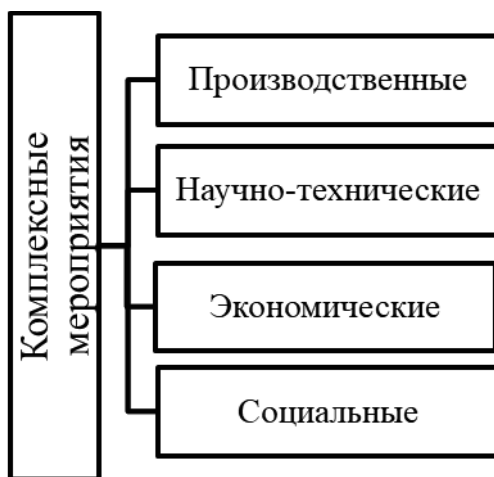 Комплексные
мероприятия
Производственные
Научно-технические
Экономические
Социальные